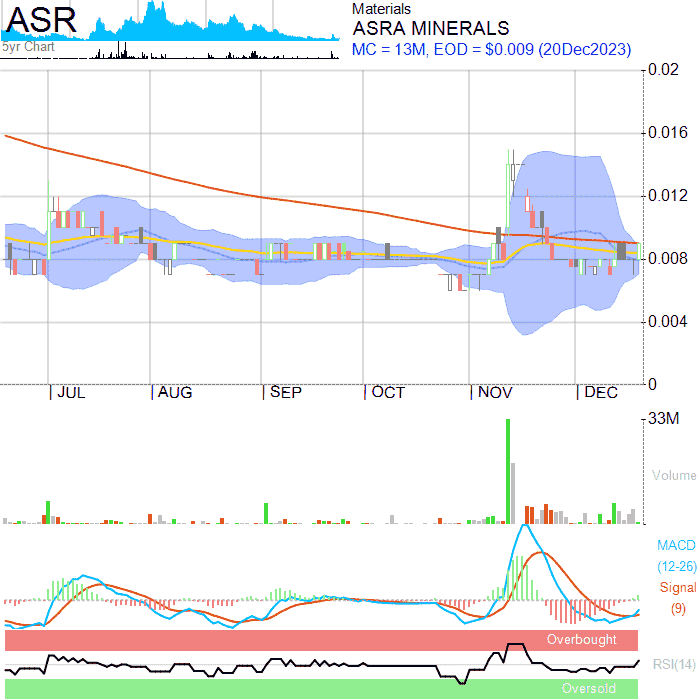 ASR
5yr Chart
Materials
ASRA MINERALS
MC = 13M, EOD = $0.009 (20Dec2023)
0.02
0.016
0.012
0.008
0.004
0
JUL AUG SEP OCT NOV DEC
33M
Volume
MACD
(12-26)
Signal
(9)
Overbought
RSI(14)
Oversold